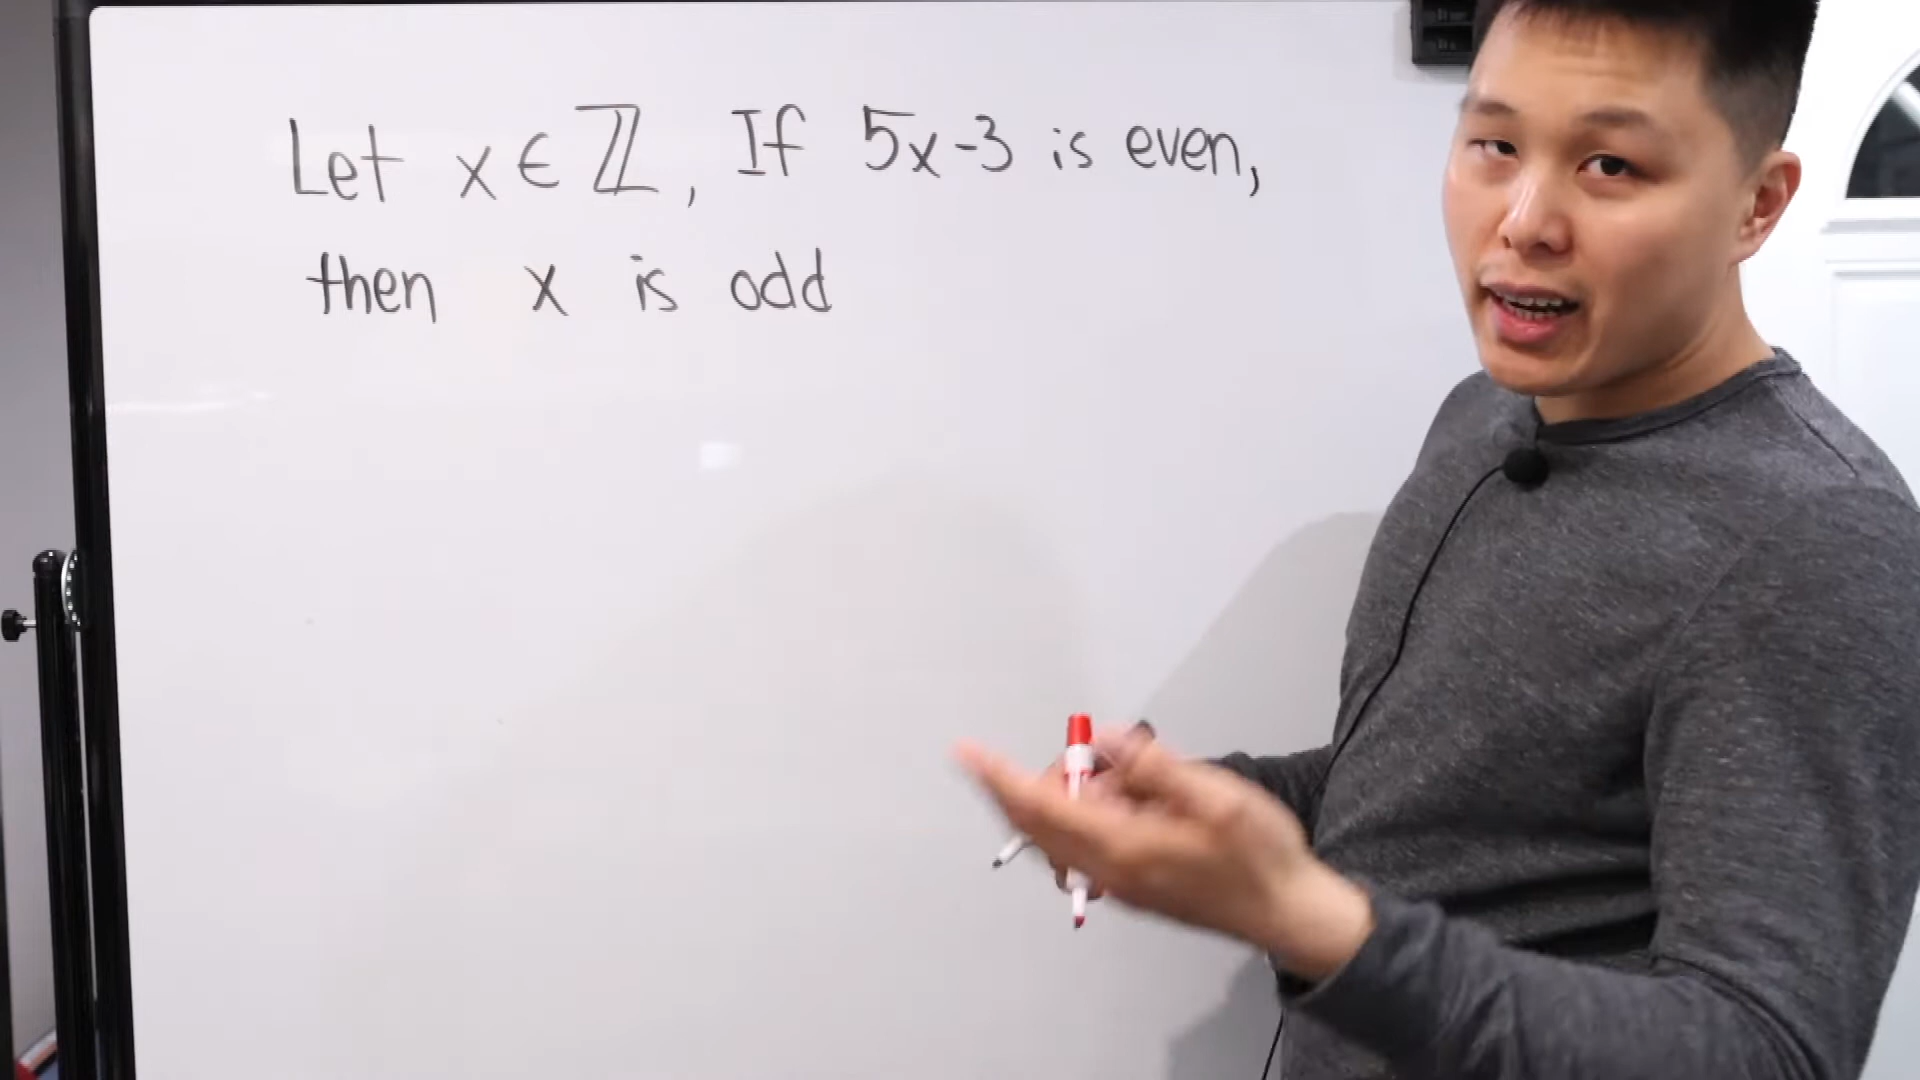 Let x ∈ ℤ, If 5x-3 is even,
then x is odd